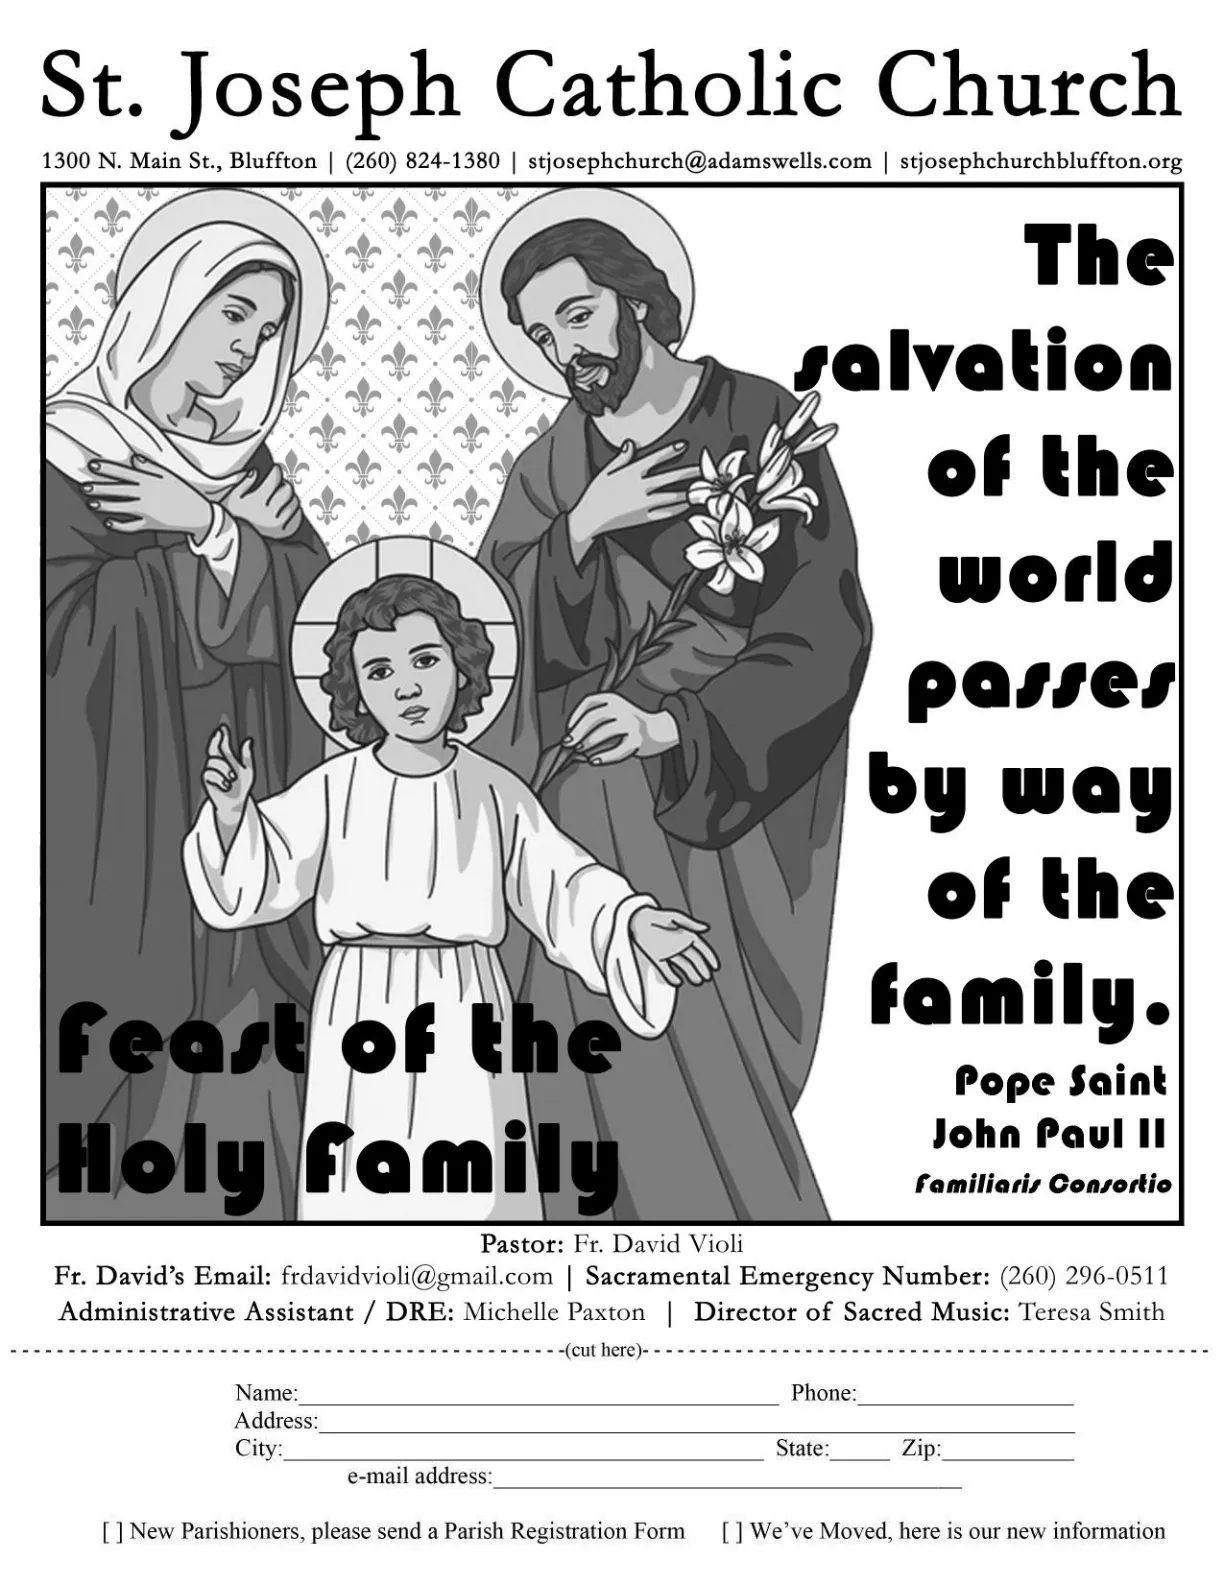 St. Joseph Catholic Church
1300 N. Main St., Bluffton | (260) 824-1380 | stjosephchurch@adamswells.com | stjosephchurchbluffton.org
The
salvation
of the
world
passes
by way
of the
family.
Pope Saint
John Paul II
Familiaris Consortio
Feast of the
Holy Family
Pastor: Fr. David Violi
Fr. David's Email: frdavidvioli@gmail.com | Sacramental Emergency Number: (260) 296-0511
Administrative Assistant / DRE: Michelle Paxton | Director of Sacred Music: Teresa Smith
(cut here)
Name: Phone:
Address:
City: State: Zip:
e-mail address:
[ ] New Parishioners, please send a Parish Registration Form [ ] We've Moved, here is our new information